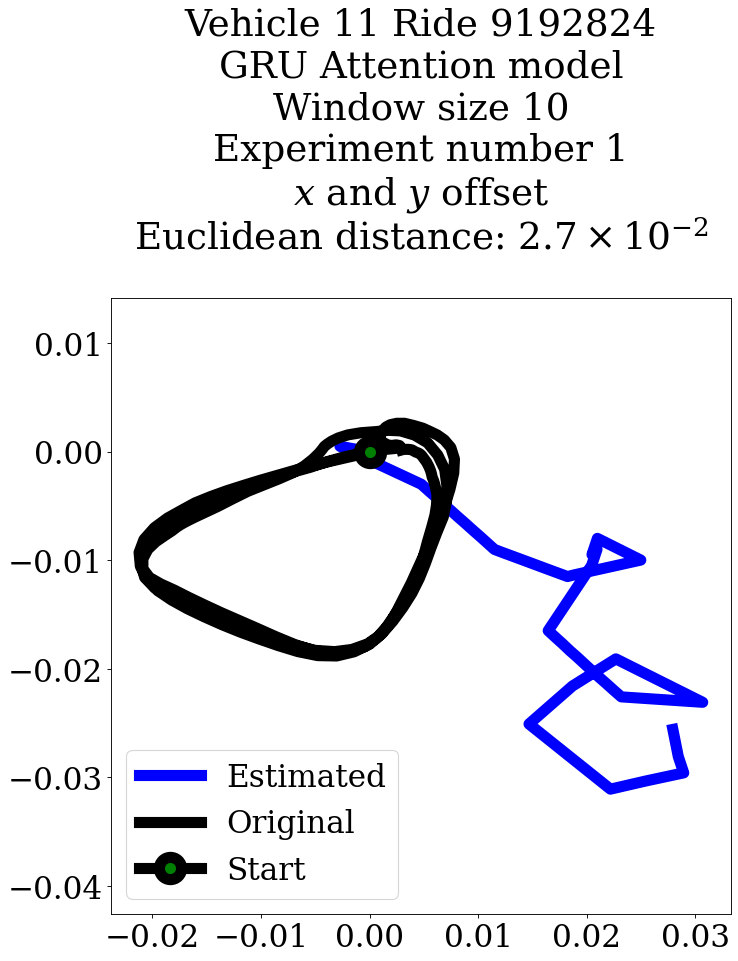 Vehicle 11 Ride 9192824
GRU Attention model
Window size 10
Experiment number 1
x and y offset
Euclidean distance: 2.7 × 10⁻²
0.01
0.00
−0.01
−0.02
−0.03
−0.04
Estimated
Original
Start
−0.02 −0.01 0.00 0.01 0.02 0.03